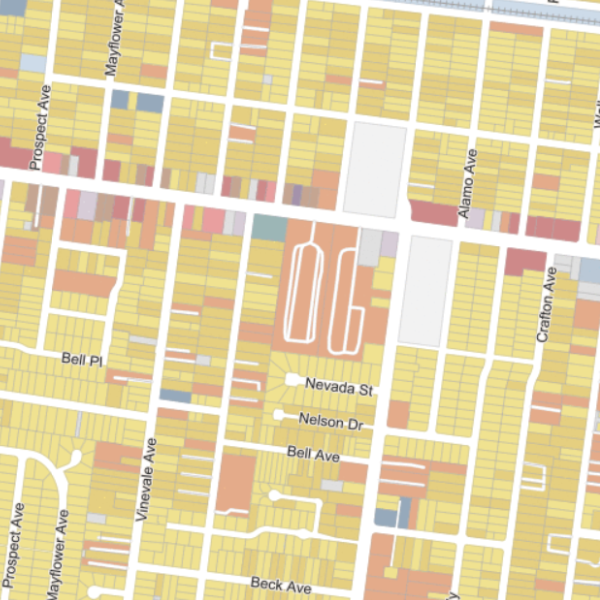 Mayflower A
Prospect Ave
Alamo Ave
Crafton Ave
Bell Pl
Nevada St
Nelson Dr
Bell Ave
Vinevale Ave
Prospect Ave
Mayflower Ave
Beck Ave